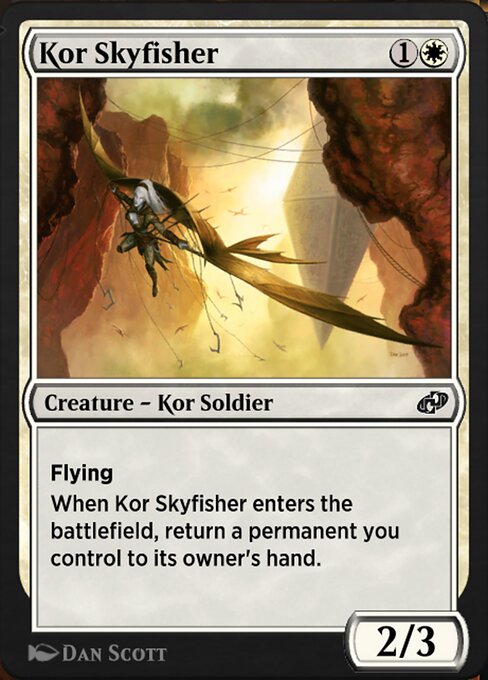 Kor Skyfisher 1
Creature – Kor Soldier
Flying
When Kor Skyfisher enters the
battlefield, return a permanent you
control to its owner's hand.
2/3
Dan Scott